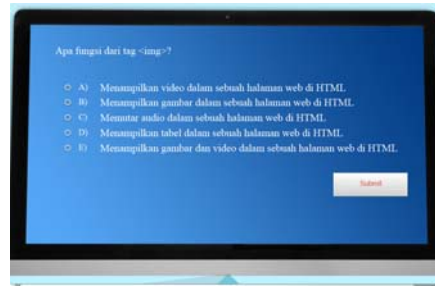 Apa fungsi dari tag <img>?
A) Menampilkan video dalam sebuah halaman web di HTML
B) Menampilkan gambar dalam sebuah halaman web di HTML
C) Memutar audio dalam sebuah halaman web di HTML
D) Menampilkan tabel dalam sebuah halaman web di HTML
E) Menampilkan gambar dan video dalam sebuah halaman web di HTML
Submit